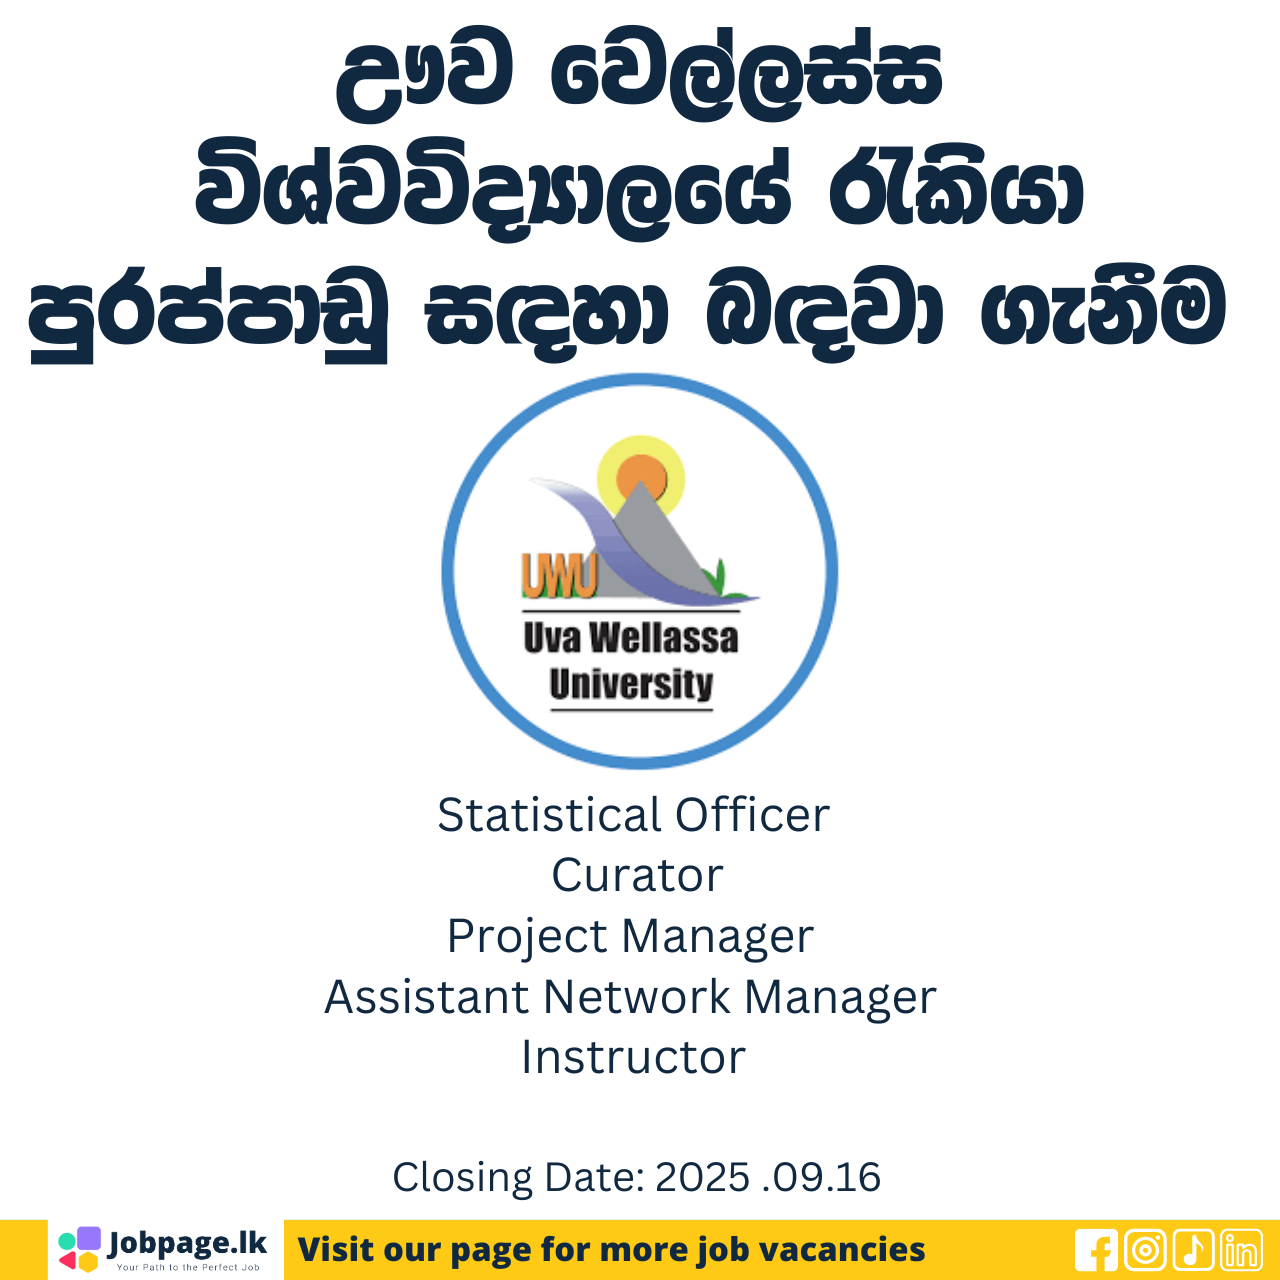 ඌව වෙල්ලස්ස
විශ්වවිද්‍යාලයේ රැකියා
පුරප්පාඩු සඳහා බඳවා ගැනීම
UWU
Uva Wellassa
University
Statistical Officer
Curator
Project Manager
Assistant Network Manager
Instructor
Closing Date: 2025 .09.16
Jobpage.lk
Your Path to the Perfect Job
Visit our page for more job vacancies